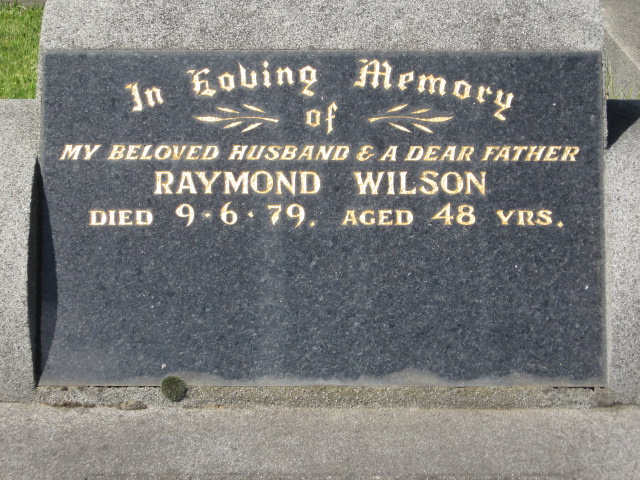 In Loving Memory
of
MY BELOVED HUSBAND & A DEAR FATHER
RAYMOND WILSON
DIED 9·6·79. AGED 48 YRS.